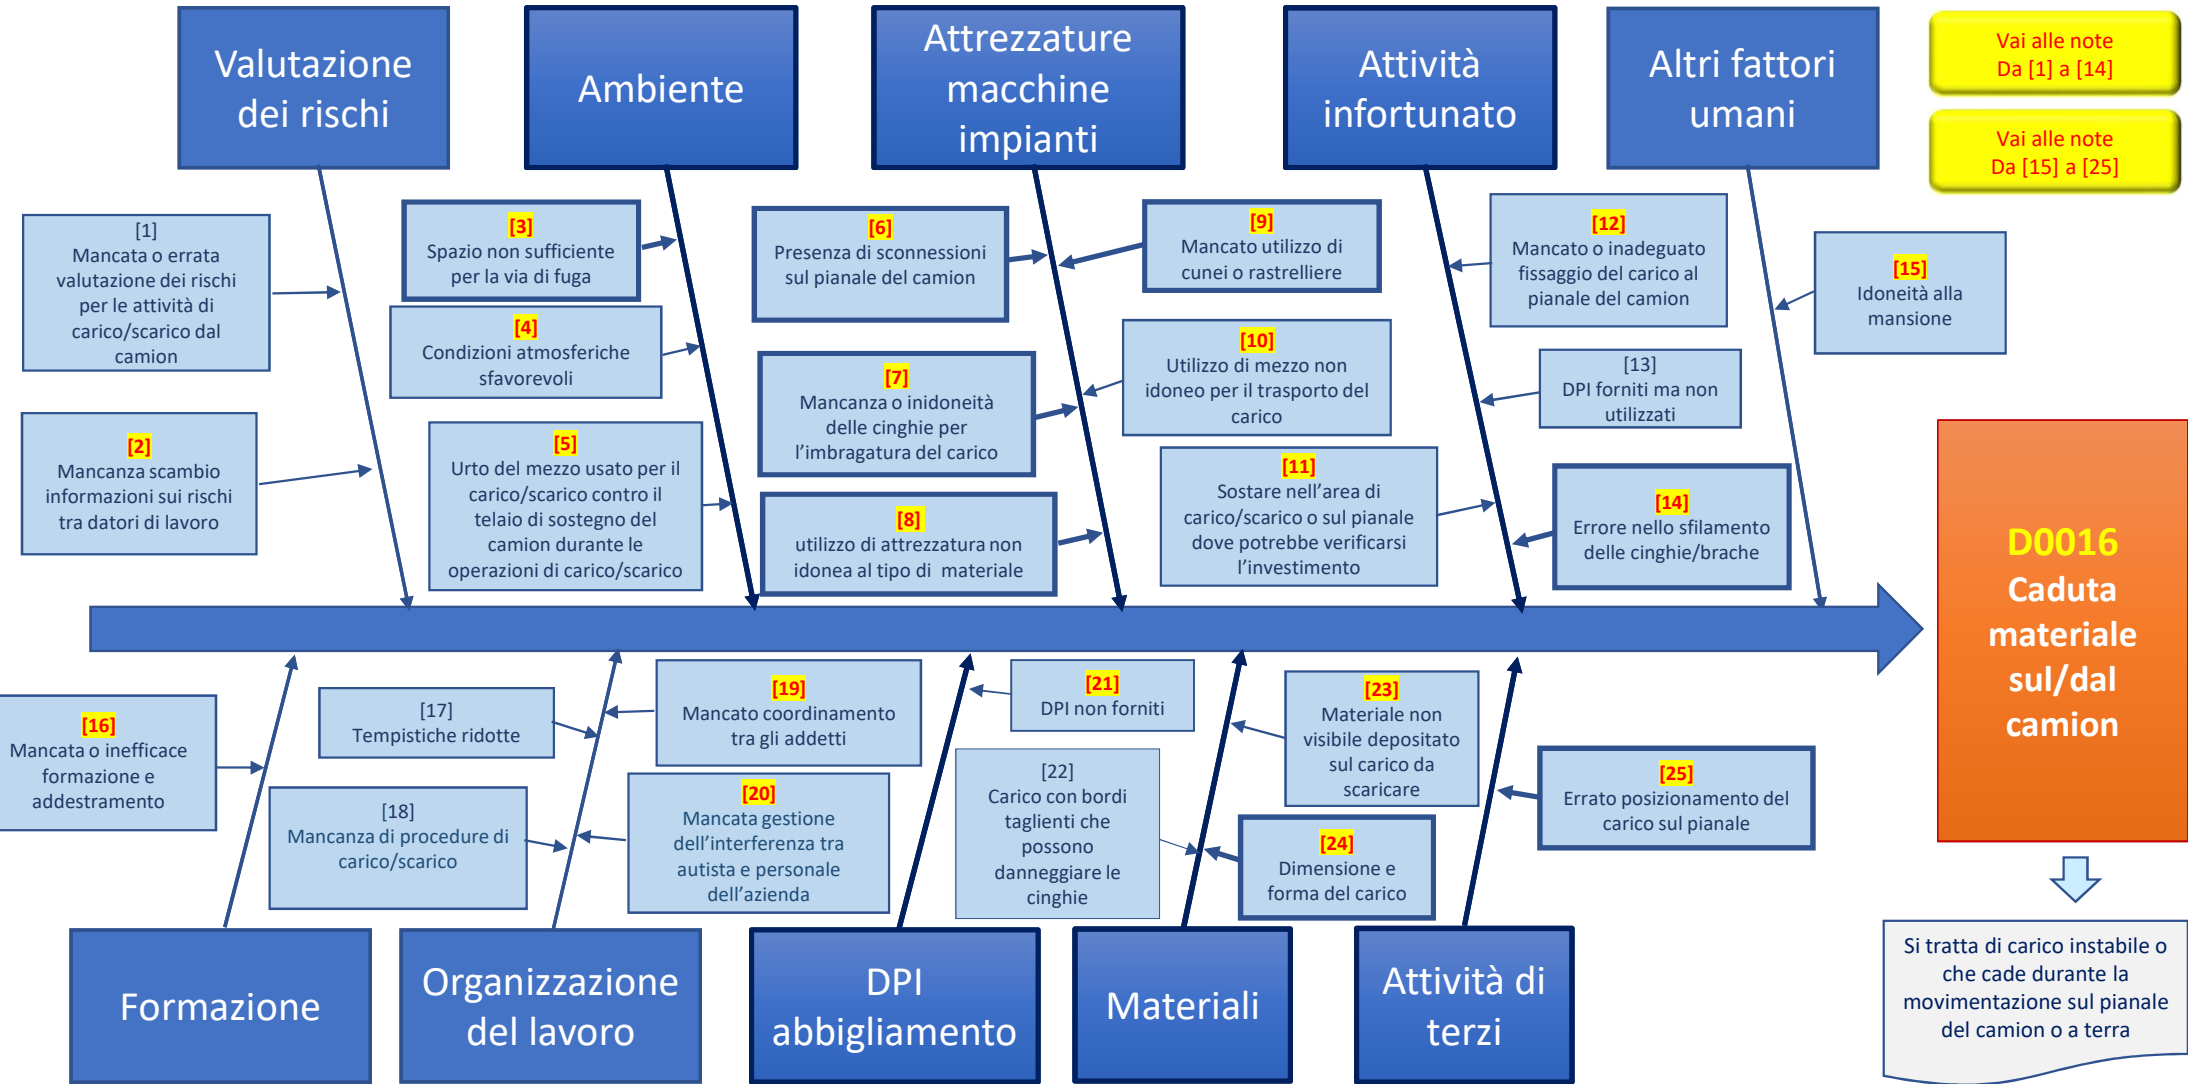 Valutazione
dei rischi
Ambiente
Attrezzature
macchine
impianti
Attività
infortunato
Altri fattori
umani
Vai alle note
Da [1] a [14]
Vai alle note
Da [15] a [25]
[1]
Mancata o errata
valutazione dei rischi
per le attività di
carico/scarico dal
camion
[2]
Mancanza scambio
informazioni sui rischi
tra datori di lavoro
[3]
Spazio non sufficiente
per la via di fuga
[4]
Condizioni atmosferiche
sfavorevoli
[5]
Urto del mezzo usato per il
carico/scarico contro il
telaio di sostegno del
camion durante le
operazioni di carico/scarico
[6]
Presenza di sconnessioni
sul pianale del camion
[7]
Mancanza o inidoneità
delle cinghie per
l'imbragatura del carico
[8]
utilizzo di attrezzatura non
idonea al tipo di  materiale
[9]
Mancato utilizzo di
cunei o rastrelliere
[10]
Utilizzo di mezzo non
idoneo per il trasporto del
carico
[11]
Sostare nell'area di
carico/scarico o sul pianale
dove potrebbe verificarsi
l'investimento
[12]
Mancato o inadeguato
fissaggio del carico al
pianale del camion
[13]
DPI forniti ma non
utilizzati
[14]
Errore nello sfilamento
delle cinghie/brache
[15]
Idoneità alla
mansione
D0016
Caduta
materiale
sul/dal
camion
[16]
Mancata o inefficace
formazione e
addestramento
[17]
Tempistiche ridotte
[18]
Mancanza di procedure di
carico/scarico
[19]
Mancato coordinamento
tra gli addetti
[20]
Mancata gestione
dell'interferenza tra
autista e personale
dell'azienda
[21]
DPI non forniti
[22]
Carico con bordi
taglienti che
possono
danneggiare le
cinghie
[23]
Materiale non
visibile depositato
sul carico da
scaricare
[24]
Dimensione e
forma del carico
[25]
Errato posizionamento del
carico sul pianale
Formazione
Organizzazione
del lavoro
DPI
abbigliamento
Materiali
Attività di
terzi
Si tratta di carico instabile o
che cade durante la
movimentazione sul pianale
del camion o a terra